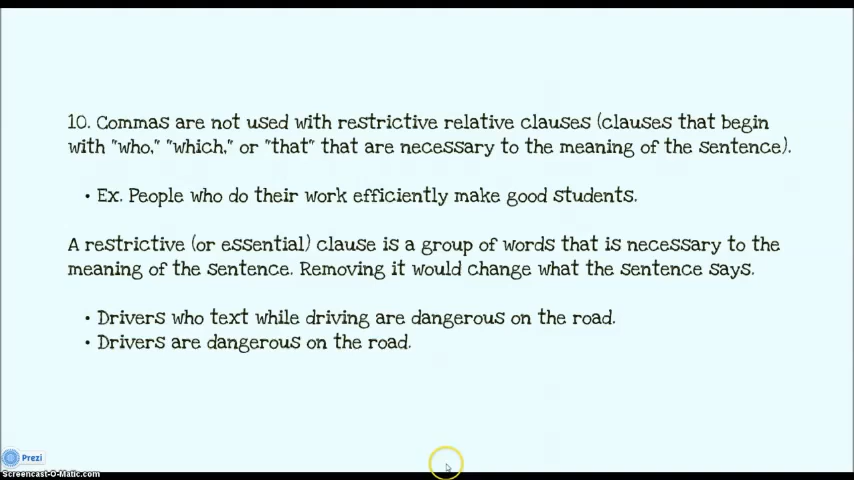 10. Commas are not used with restrictive relative clauses (clauses that begin
with "who," "which," or "that" that are necessary to the meaning of the sentence).
• Ex. People who do their work efficiently make good students.
A restrictive (or essential) clause is a group of words that is necessary to the
meaning of the sentence. Removing it would change what the sentence says.
• Drivers who text while driving are dangerous on the road.
• Drivers are dangerous on the road.
Prezi
Screencast-O-Matic.com